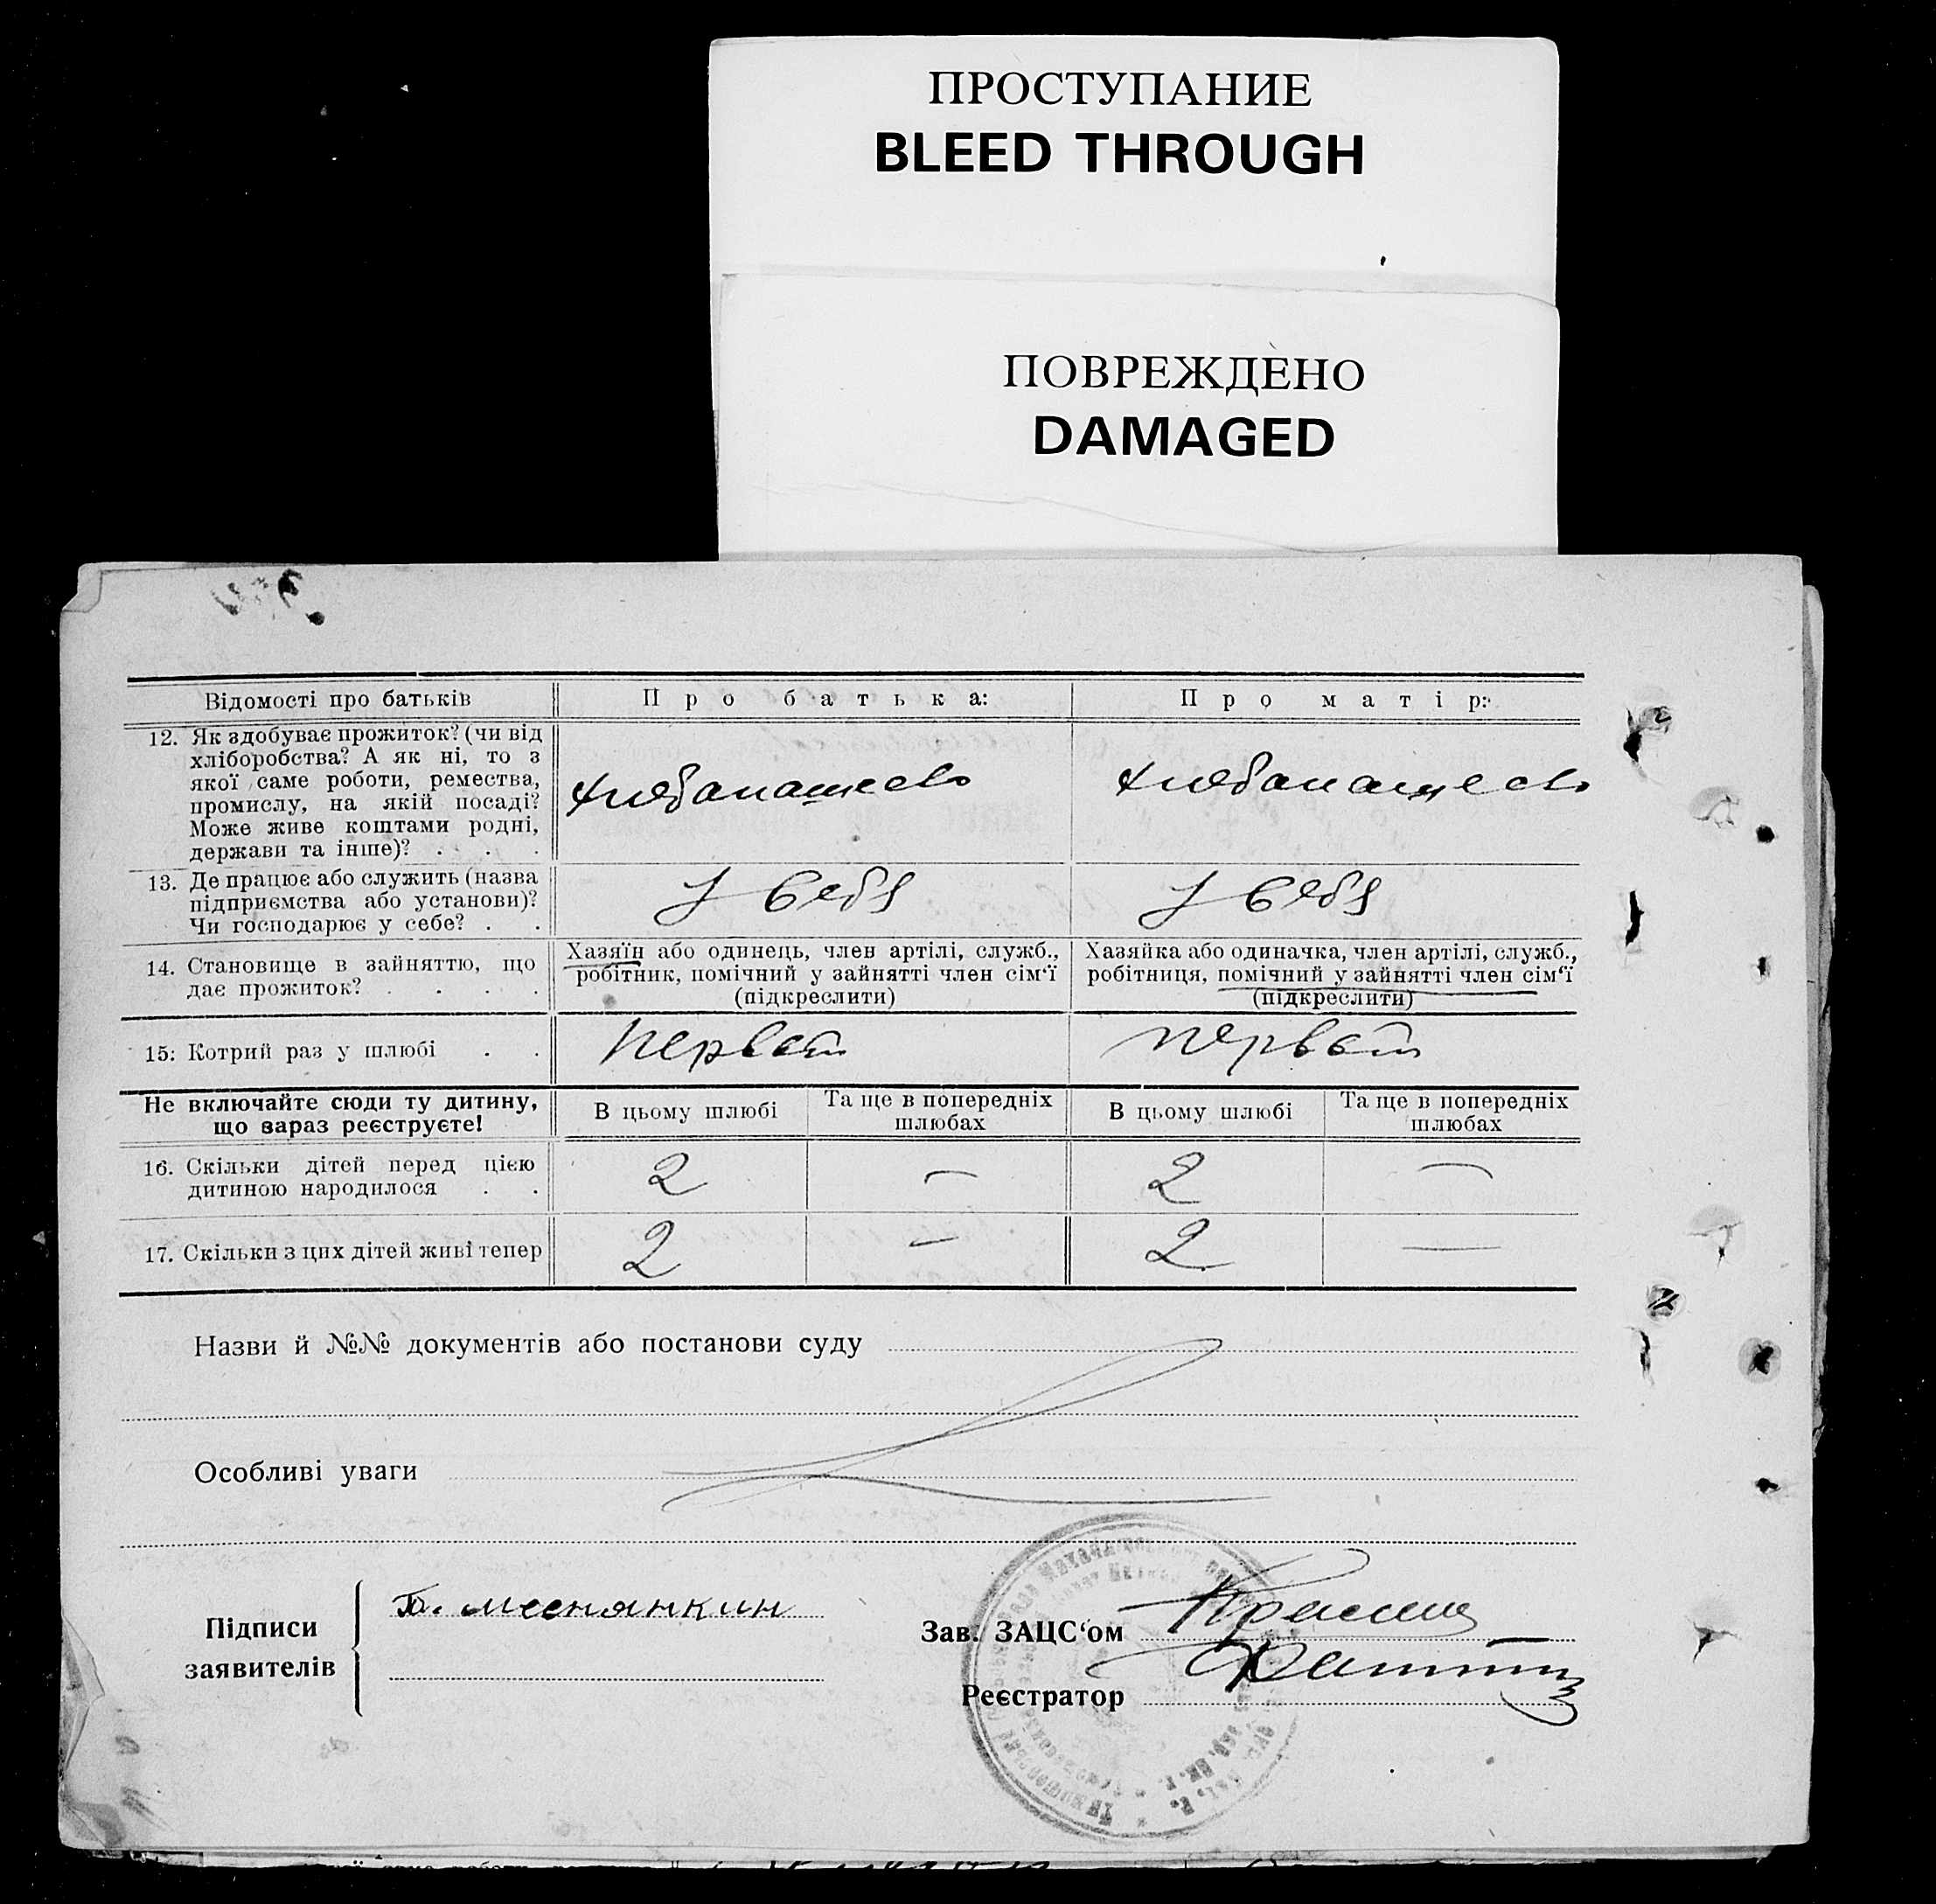 ПРОСТУПАНИЕ
BLEED THROUGH
ПОВРЕЖДЕНО
DAMAGED
Відомості про батьків
Про батька:
Про матір:
12. Як здобуває прожиток? (чи від
хліборобства? А як ні, то з
якої саме роботи, ремества,
промислу, на якій посаді?
Може живе коштами родні,
держави та інше)? . . .
хлебапашесво
хлебапашесво
13. Де працює або служить (назва
підприємства або установи)?
Чи господарює у себе? . .
У себя
У себя
14. Становище в зайняттю, що
дає прожиток? . . . .
Хазяїн або одинець, член артілі, служб.,
робітник, помічний у зайнятті член сім‘ї
(підкреслити)
Хазяйка або одиначка, член артілі, служб.,
робітниця, помічний у зайнятті член сім‘ї
(підкреслити)
15: Котрий раз у шлюбі . .
первый
первый
Не включайте сюди ту дитину,
що вараз реєструєте!
В цьому шлюбі
Та ще в попередніх
шлюбах
В цьому шлюбі
Та ще в попередніх
шлюбах
16. Скільки дітей перед цією
дитиною народилося . .
2
—
2
—
17. Скільки з цих дітей живі тепер
2
—
2
—
Назви й №№ документів або постанови суду
Особливі уваги
Підписи
заявителів
меснянкин
Зав. ЗАЦС‘ом
Реєстратор